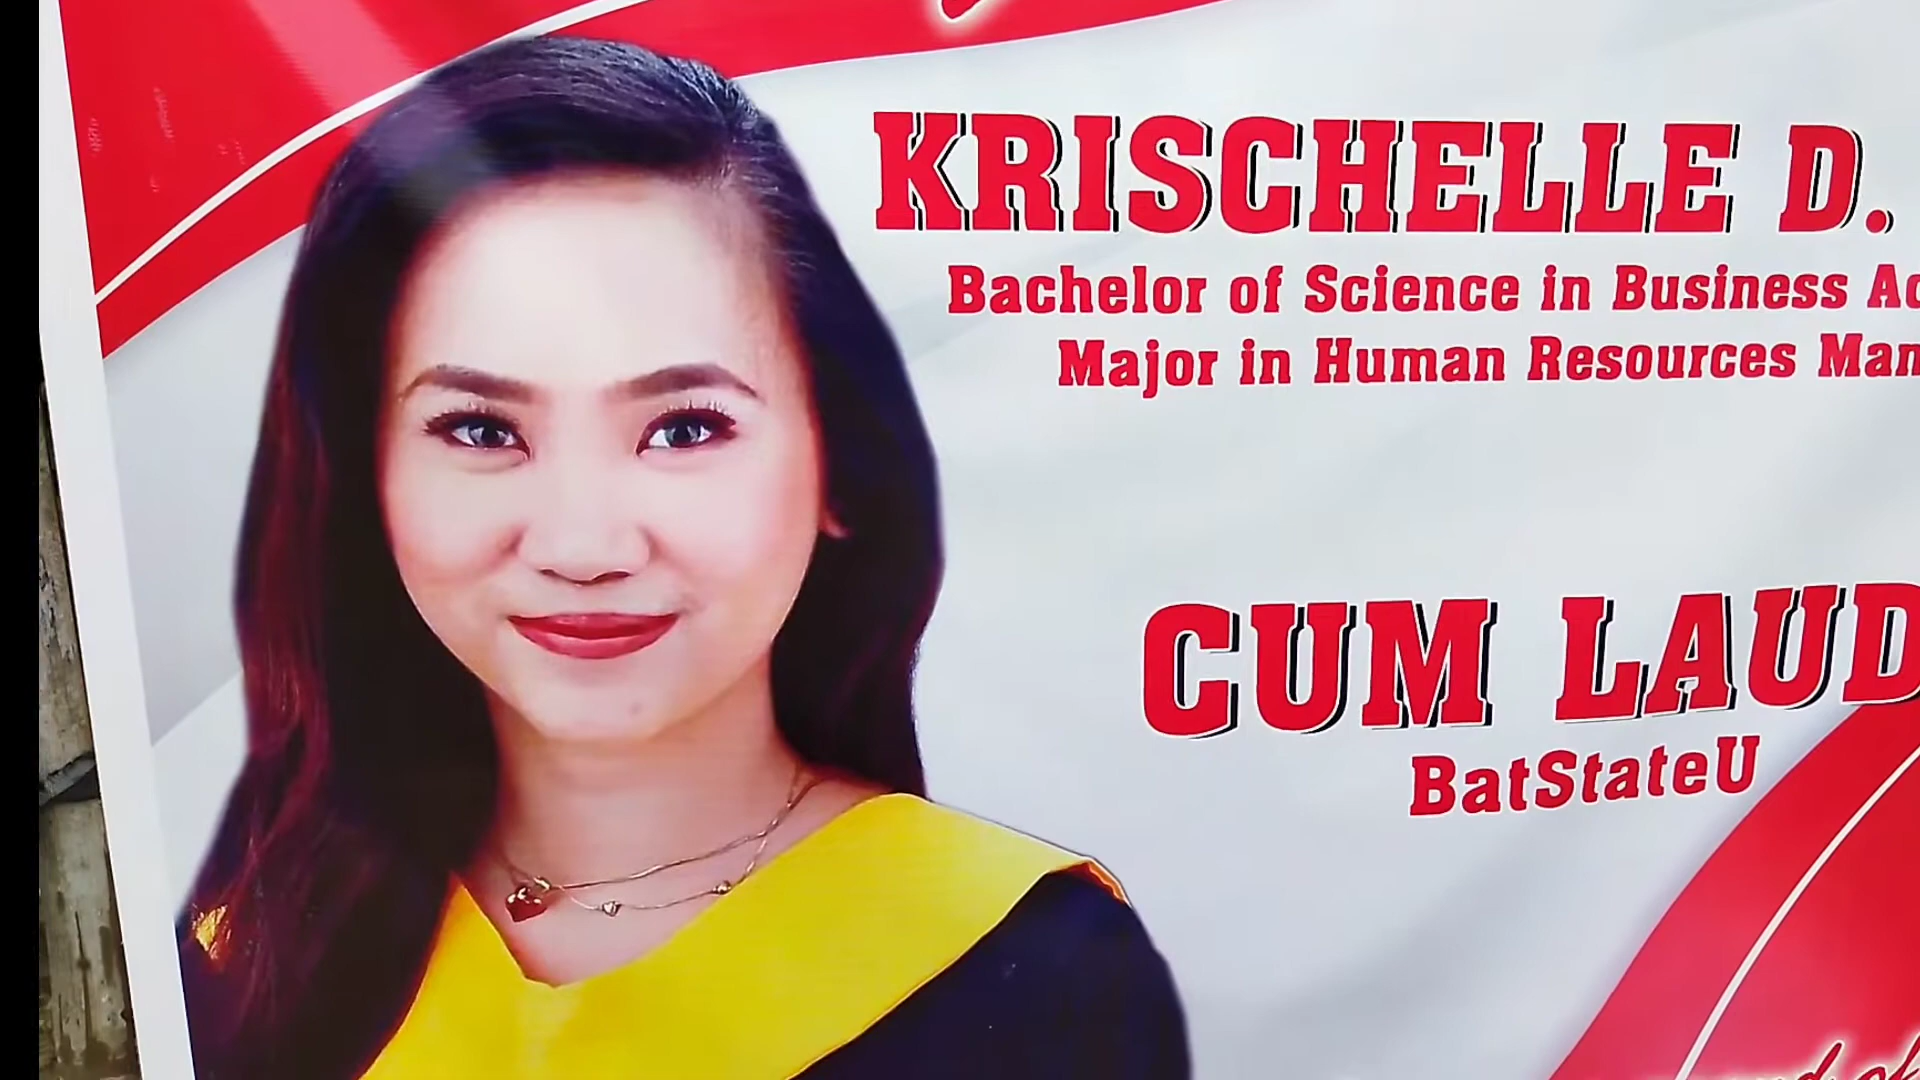 KRISCHELLE D.
Bachelor of Science in Business
Major in Human Resources
CUM
BatStateU